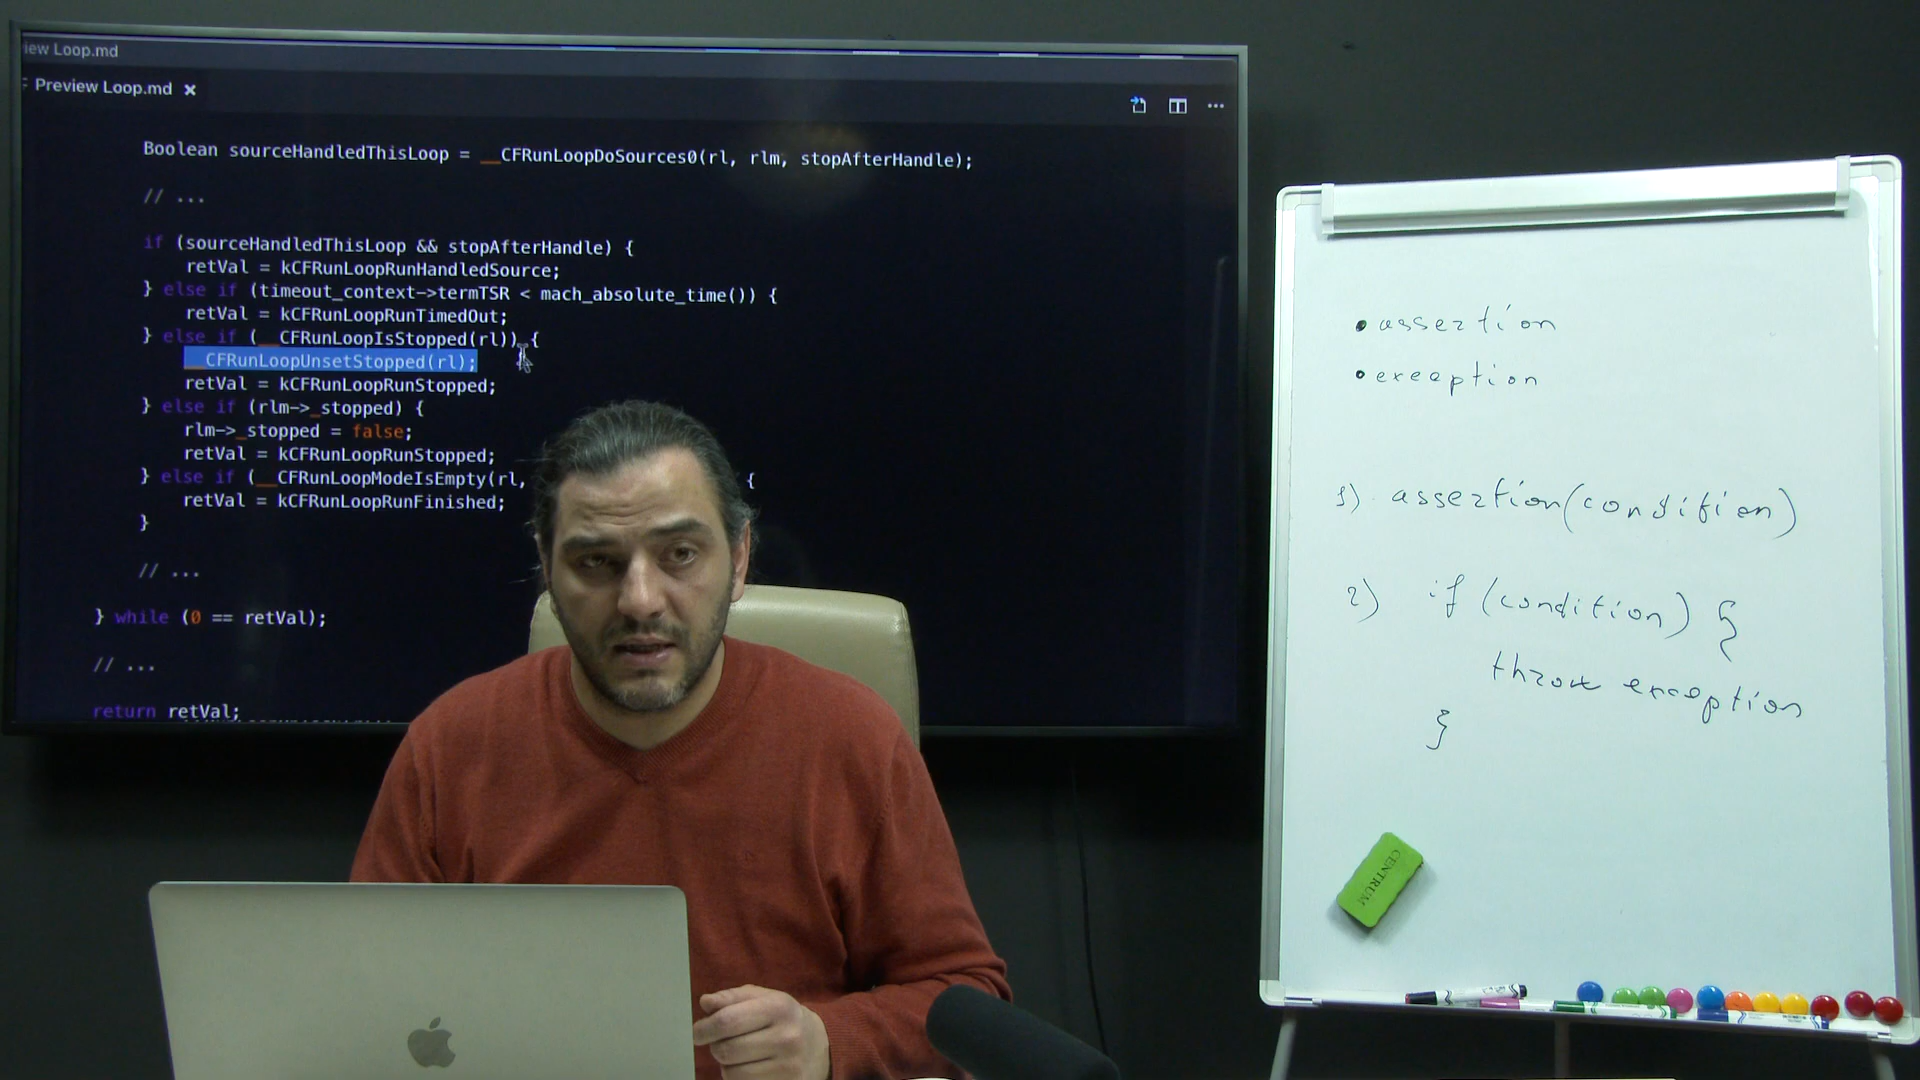 iew Loop.md
Preview Loop.md
Boolean sourceHandledThisLoop = __CFRunLoopDoSources0(rl, rlm, stopAfterHandle);
// ...
if (sourceHandledThisLoop && stopAfterHandle) {
retVal = kCFRunLoopRunHandledSource;
} else if (timeout_context->termTSR < mach_absolute_time()) {
retVal = kCFRunLoopRunTimedOut;
} else if (__CFRunLoopIsStopped(rl)) {
__CFRunLoopUnsetStopped(rl);
retVal = kCFRunLoopRunStopped;
} else if (rlm->_stopped) {
rlm->_stopped = false;
retVal = kCFRunLoopRunStopped;
} else if (__CFRunLoopModeIsEmpty(rl, {
retVal = kCFRunLoopRunFinished;
}
// ...
} while (0 == retVal);
// ...
return retVal;
• assertion
• exception
1) assertion(condition)
2) if (condition) {
throw exception
}
CENTRUM